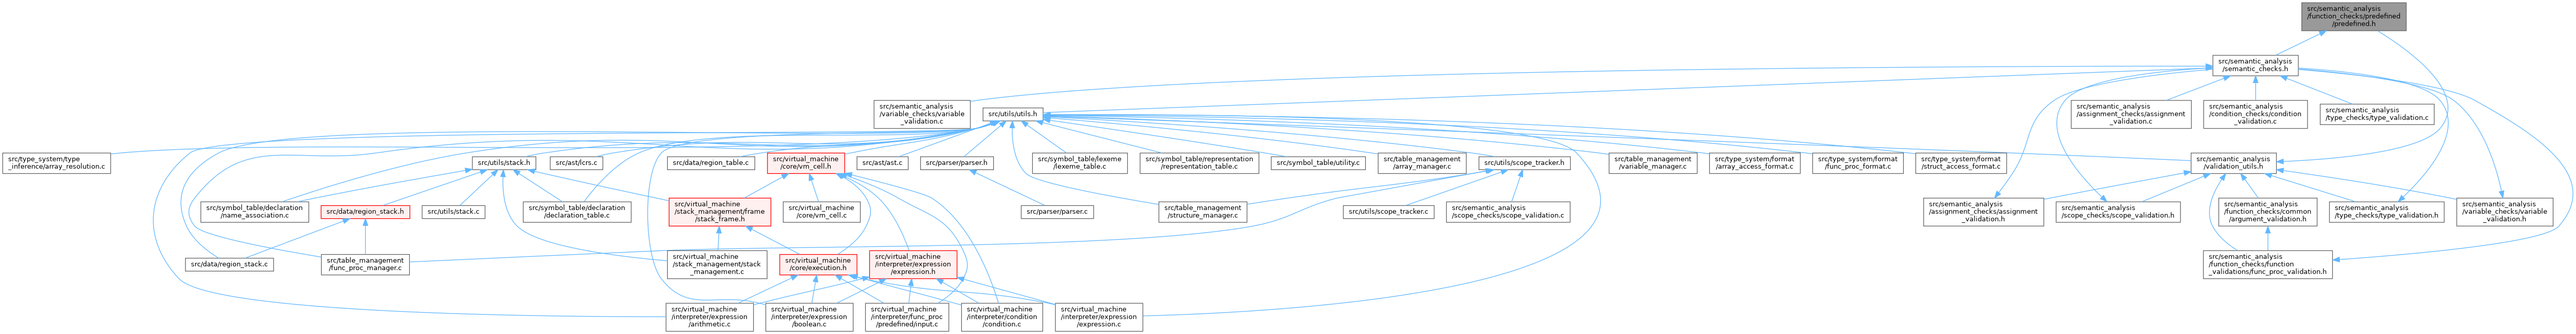 src/semantic_analysis
/function_checks/predefined
/predefined.h
src/semantic_analysis
/semantic_checks.h
src/semantic_analysis
/variable_checks/variable
_validation.c
src/utils/utils.h
src/semantic_analysis
/assignment_checks/assignment
_validation.c
src/semantic_analysis
/condition_checks/condition
_validation.c
src/semantic_analysis
/type_checks/type_validation.c
src/type_system/type
_inference/array_resolution.c
src/utils/stack.h
src/ast/lcrs.c
src/data/region_table.c
src/virtual_machine
/core/vm_cell.h
src/ast/ast.c
src/parser/parser.h
src/symbol_table/lexeme
/lexeme_table.c
src/symbol_table/representation
/representation_table.c
src/symbol_table/utility.c
src/table_management
/array_manager.c
src/utils/scope_tracker.h
src/table_management
/variable_manager.c
src/type_system/format
/array_access_format.c
src/type_system/format
/func_proc_format.c
src/type_system/format
/struct_access_format.c
src/semantic_analysis
/validation_utils.h
src/symbol_table/declaration
/name_association.c
src/data/region_stack.h
src/utils/stack.c
src/symbol_table/declaration
/declaration_table.c
src/virtual_machine
/stack_management/frame
/stack_frame.h
src/virtual_machine
/core/vm_cell.c
src/parser/parser.c
src/table_management
/structure_manager.c
src/utils/scope_tracker.c
src/semantic_analysis
/scope_checks/scope_validation.c
src/semantic_analysis
/assignment_checks/assignment
_validation.h
src/semantic_analysis
/scope_checks/scope_validation.h
src/semantic_analysis
/function_checks/common
/argument_validation.h
src/semantic_analysis
/type_checks/type_validation.h
src/semantic_analysis
/variable_checks/variable
_validation.h
src/data/region_stack.c
src/table_management
/func_proc_manager.c
src/virtual_machine
/stack_management/stack
_management.c
src/virtual_machine
/core/execution.h
src/virtual_machine
/interpreter/expression
/expression.h
src/semantic_analysis
/function_checks/function
_validations/func_proc_validation.h
src/virtual_machine
/interpreter/expression
/arithmetic.c
src/virtual_machine
/interpreter/expression
/boolean.c
src/virtual_machine
/interpreter/func_proc
/predefined/input.c
src/virtual_machine
/interpreter/condition
/condition.c
src/virtual_machine
/interpreter/expression
/expression.c